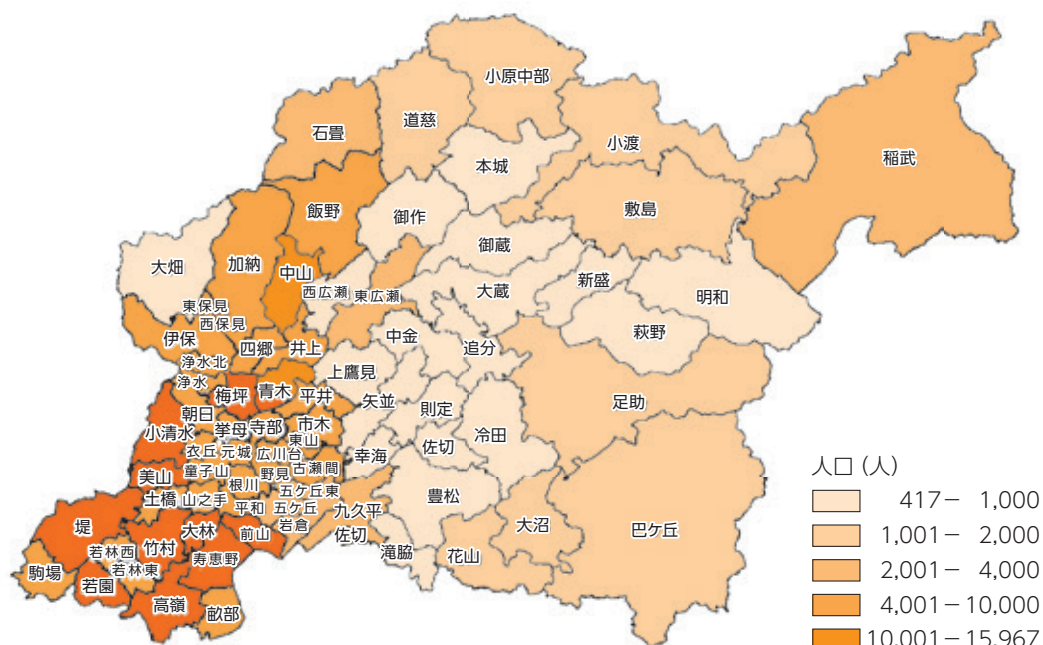 小原中部
道慈
石畳
小渡
稲武
本城
飯野
敷島
御作
御蔵
大畑
加納
中山
西広瀬
東広瀬
大蔵
新盛
明和
東保見
西保見
伊保
四郷
井上
中金
追分
萩野
浄水北
浄水
梅坪
青木
平井
上鷹見
矢並
則定
足助
朝日
挙母
寺部
市木
東山
小清水
衣丘
元城
広川台
幸海
佐切
冷田
美山
童子山
野見
古瀬間
根川
土橋
山之手
平和
五ケ丘東
五ケ丘
岩倉
九久平
佐切
豊松
堤
大林
前山
竹村
若林西
若林東
寿恵野
滝脇
花山
大沼
巴ケ丘
駒場
若園
高嶺
畝部
人口 (人)
417－ 1,000
1,001－ 2,000
2,001－ 4,000
4,001－10,000
10,001－15,967